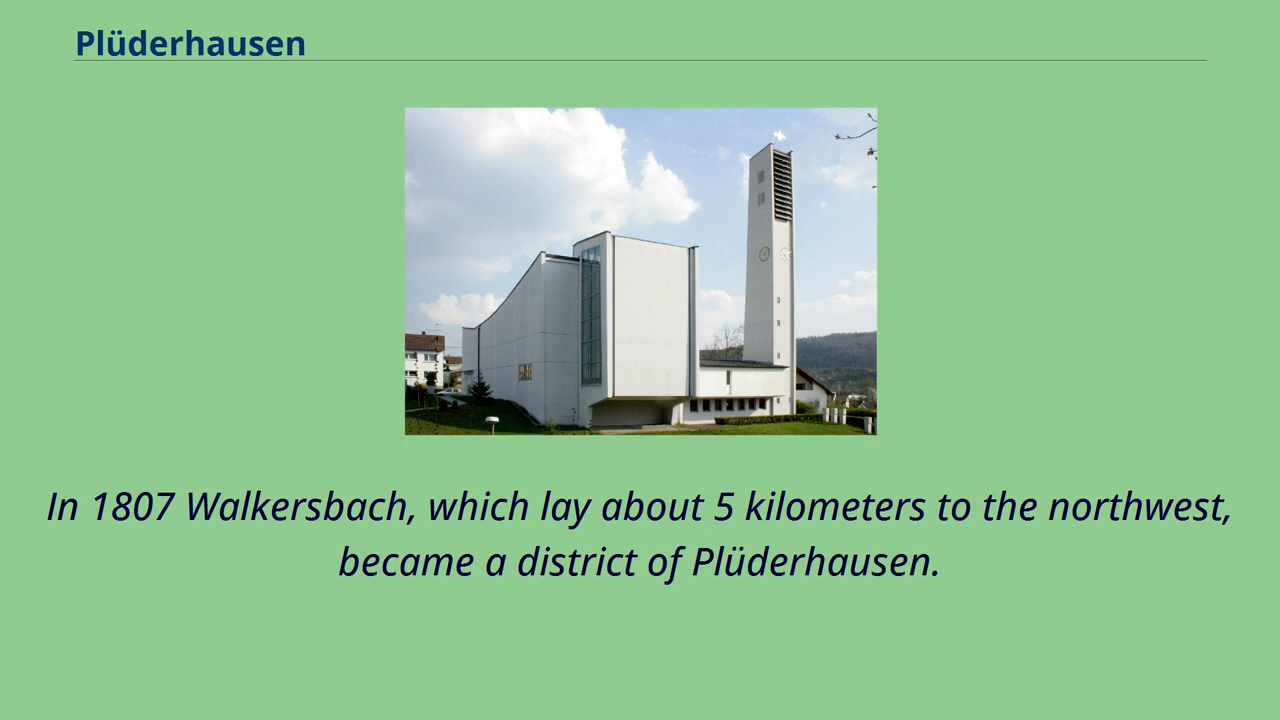 Plüderhausen
In 1807 Walkersbach, which lay about 5 kilometers to the northwest,
became a district of Plüderhausen.